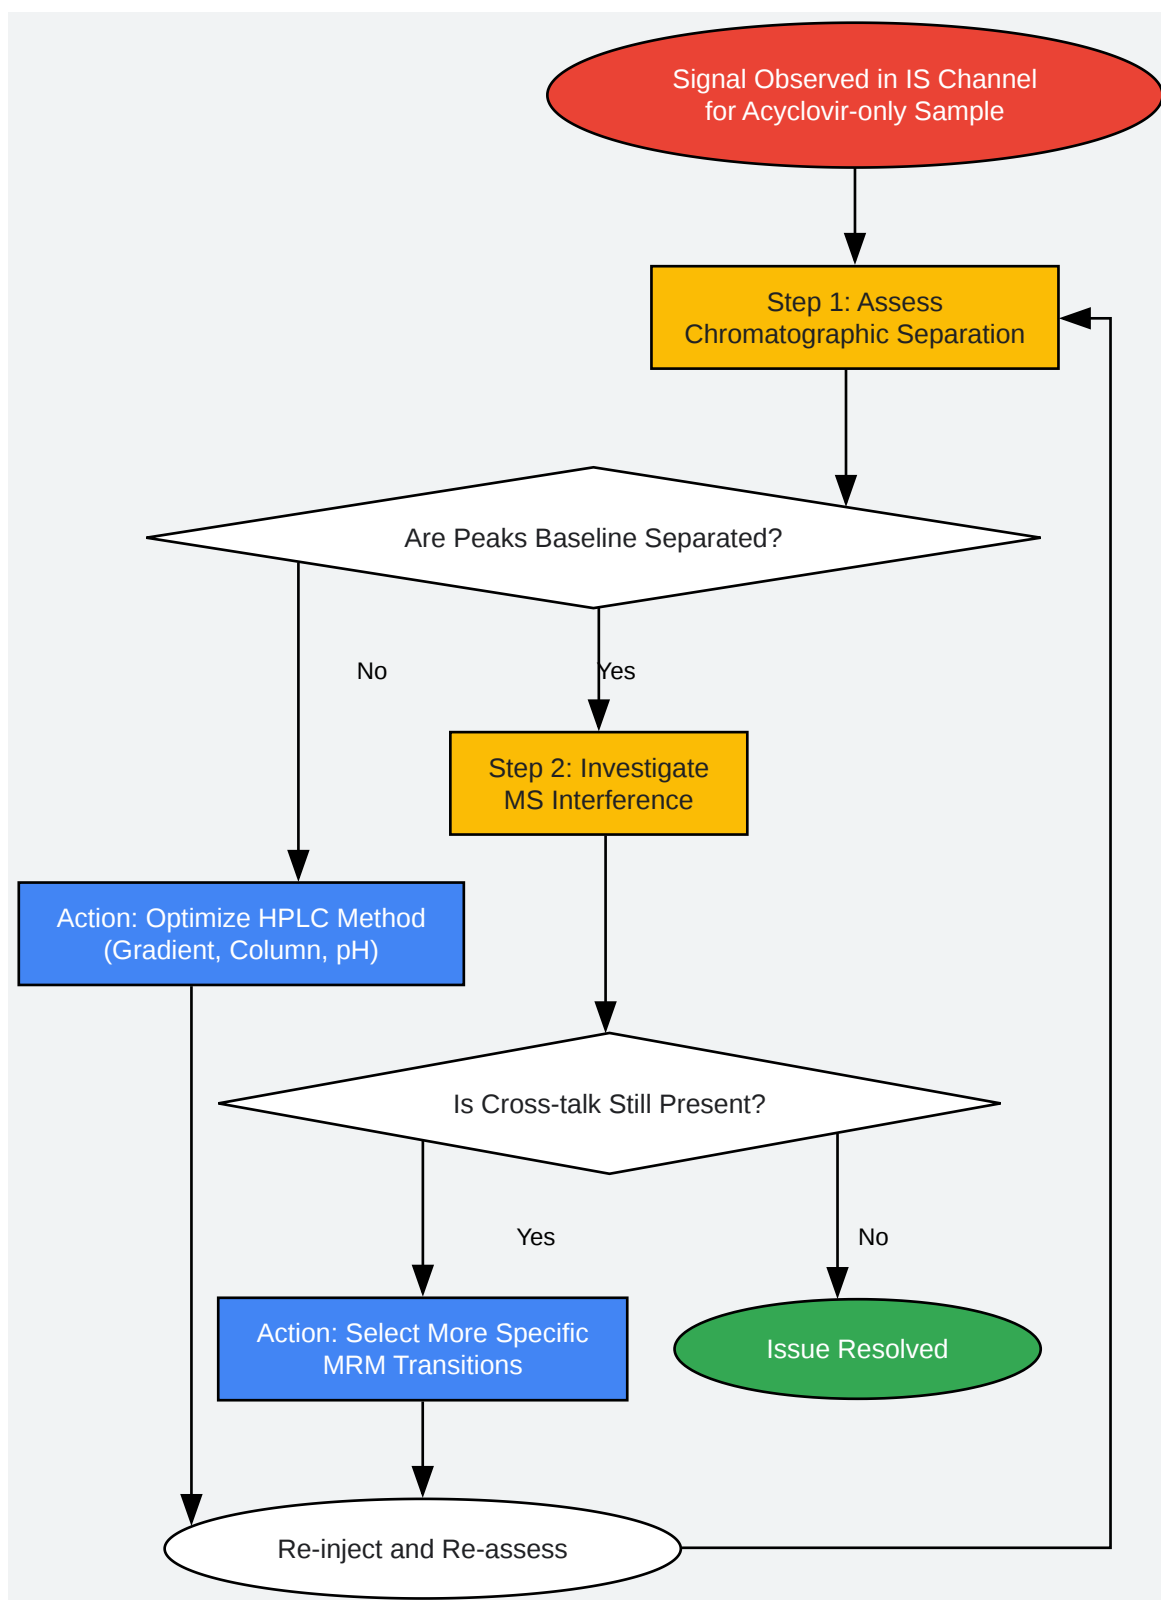 Signal Observed in IS Channel
for Acyclovir-only Sample
Step 1: Assess
Chromatographic Separation
Are Peaks Baseline Separated?
No
Yes
Step 2: Investigate
MS Interference
Action: Optimize HPLC Method
(Gradient, Column, pH)
Is Cross-talk Still Present?
Yes
No
Action: Select More Specific
MRM Transitions
Issue Resolved
Re-inject and Re-assess